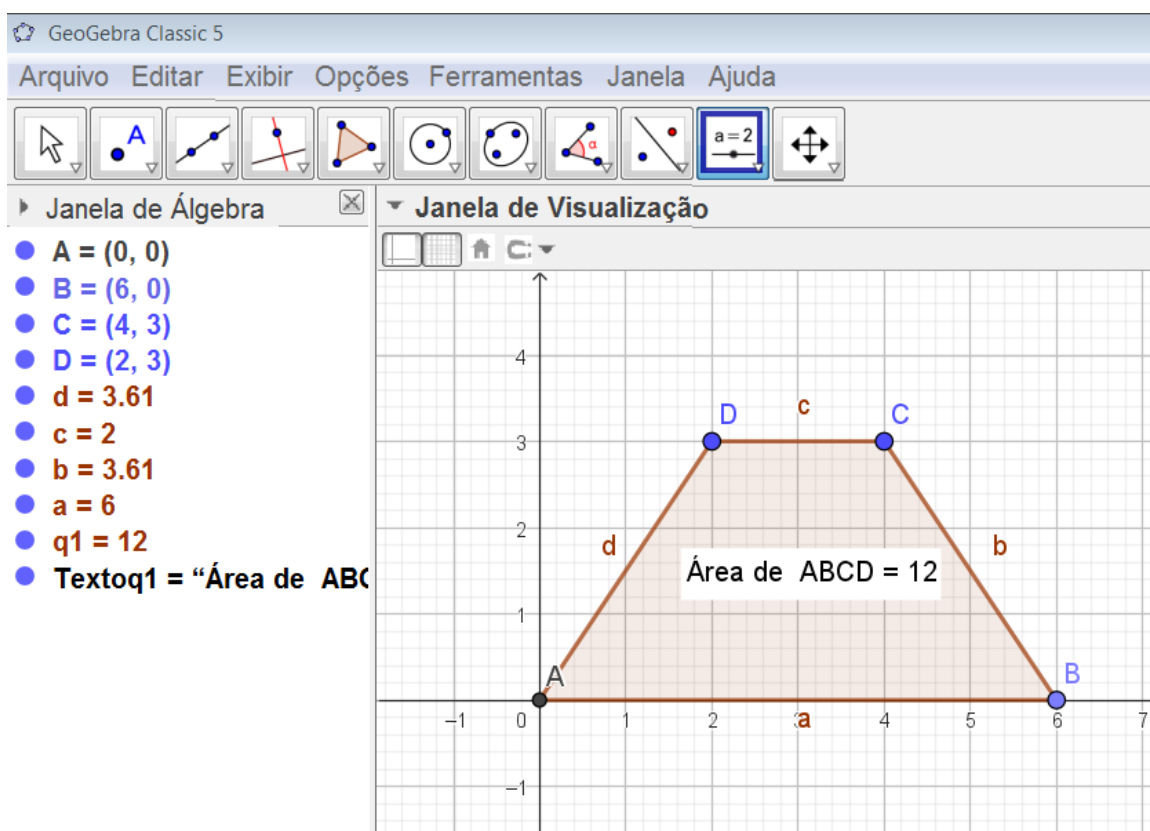 GeoGebra Classic 5
Arquivo Editar Exibir Opções Ferramentas Janela Ajuda
A
α
a=2
Janela de Álgebra
Janela de Visualização
A = (0, 0)
B = (6, 0)
C = (4, 3)
D = (2, 3)
d = 3.61
c = 2
b = 3.61
a = 6
q1 = 12
Textoq1 = “Área de ABC
4
3
2
1
−1
−1 0 1 2 3 4 5 6 7
D
c
C
d
b
Área de ABCD = 12
A
B
a